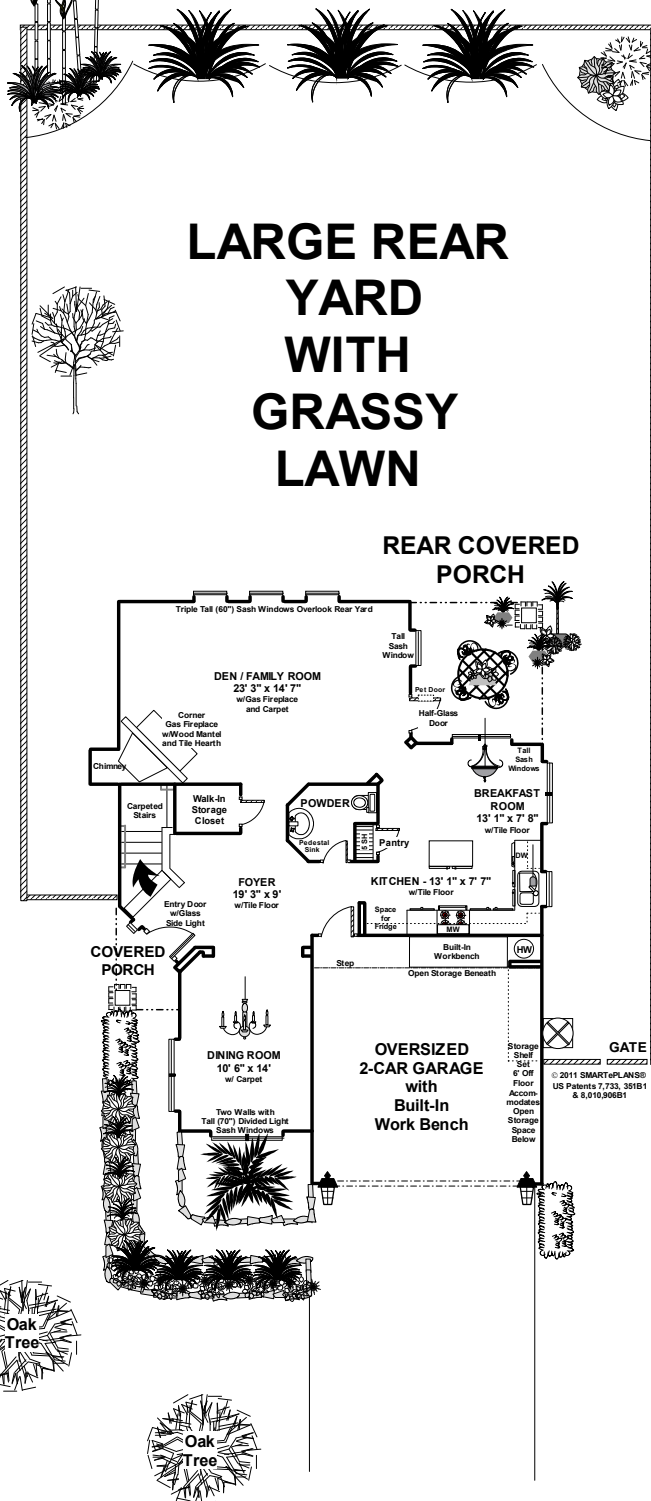 LARGE REAR
YARD
WITH
GRASSY
LAWN
REAR COVERED
PORCH
Triple Tall (60") Sash Windows Overlook Rear Yard
Tall
Sash
Window
DEN / FAMILY ROOM
23' 3" x 14' 7"
w/Gas Fireplace
and Carpet
Pet Door
Half-Glass
Door
Corner
Gas Fireplace
w/Wood Mantel
and Tile Hearth
Chimney
Tall
Sash
Windows
BREAKFAST
ROOM
13' 1" x 7' 8"
w/Tile Floor
Carpeted
Stairs
Walk-In
Storage
Closet
POWDER
Pedestal
Sink
5 SH
Pantry
DW
KITCHEN - 13' 1" x 7' 7"
w/Tile Floor
FOYER
19' 3" x 9'
w/Tile Floor
Entry Door
w/Glass
Side Light
Space
for
Fridge
MW
COVERED
PORCH
Built-In
Workbench
HW
Step
Open Storage Beneath
DINING ROOM
10' 6" x 14'
w/ Carpet
Two Walls with
Tall (70") Divided Light
Sash Windows
OVERSIZED
2-CAR GARAGE
with
Built-In
Work Bench
Storage
Shelf
Set
6' Off
Floor
Accom-
modates
Open
Storage
Space
Below
GATE
© 2011 SMARTePLANS®
US Patents 7,733, 351B1
& 8,010,906B1
Oak
Tree
Oak
Tree